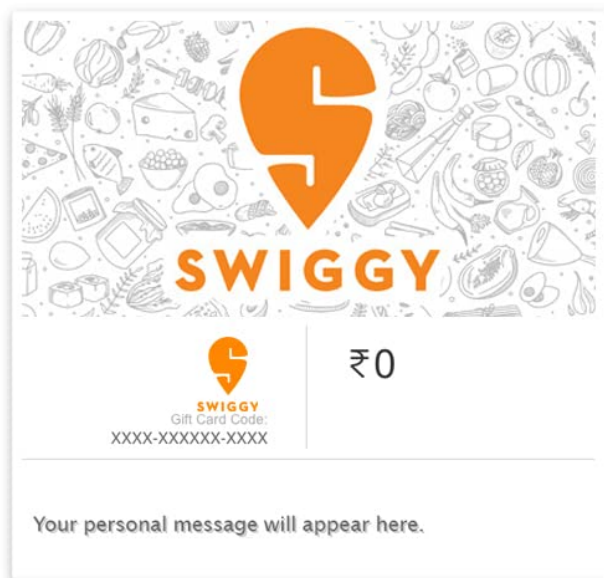 SWIGGY
SWIGGY
Gift Card Code:
XXXX-XXXXXX-XXXX
₹0
Your personal message will appear here.